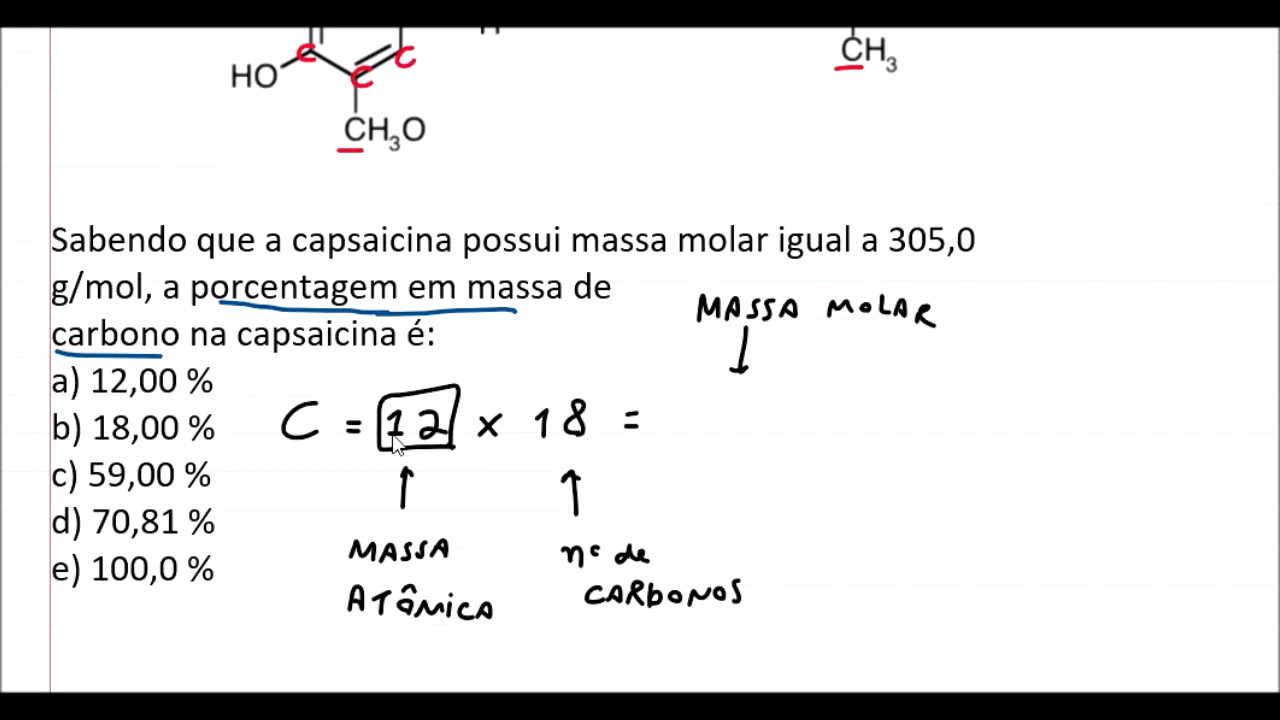 H
C C
HO C
CH3O
CH3
Sabendo que a capsaicina possui massa molar igual a 305,0
g/mol, a porcentagem em massa de
carbono na capsaicina é:
a) 12,00 %
b) 18,00 %
c) 59,00 %
d) 70,81 %
e) 100,0 %
MASSA MOLAR
C = 12 x 18 =
MASSA
ATÔMICA
nº de
CARBONOS